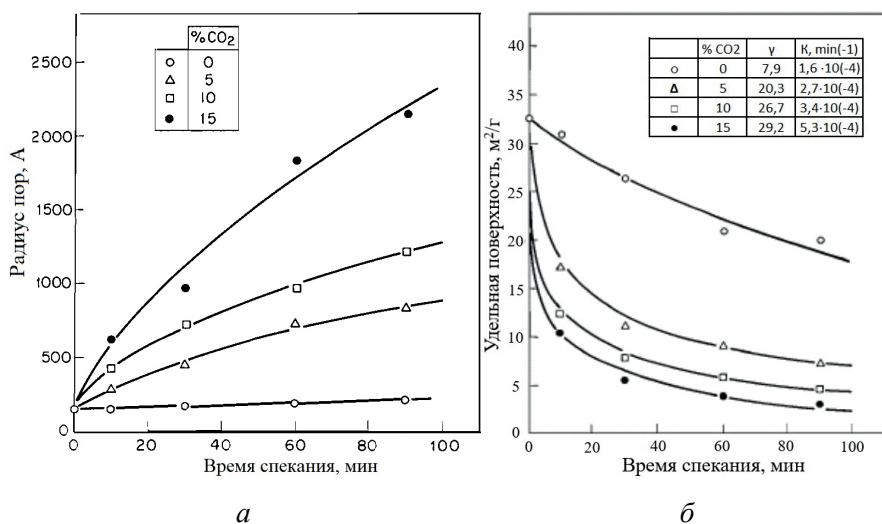 %CO2
0
5
10
15
2500
2000
1500
1000
500
0
0 20 40 60 80 100
Радиус пор, А
Время спекания, мин
а
% CO2 γ K, min(-1)
0 7,9 1,6 ·10(-4)
5 20,3 2,7·10(-4)
10 26,7 3,4·10(-4)
15 29,2 5,3·10(-4)
40
35
30
25
20
15
10
5
0
0 20 40 60 80 100
Удельная поверхность, м²/г
Время спекания, мин
б